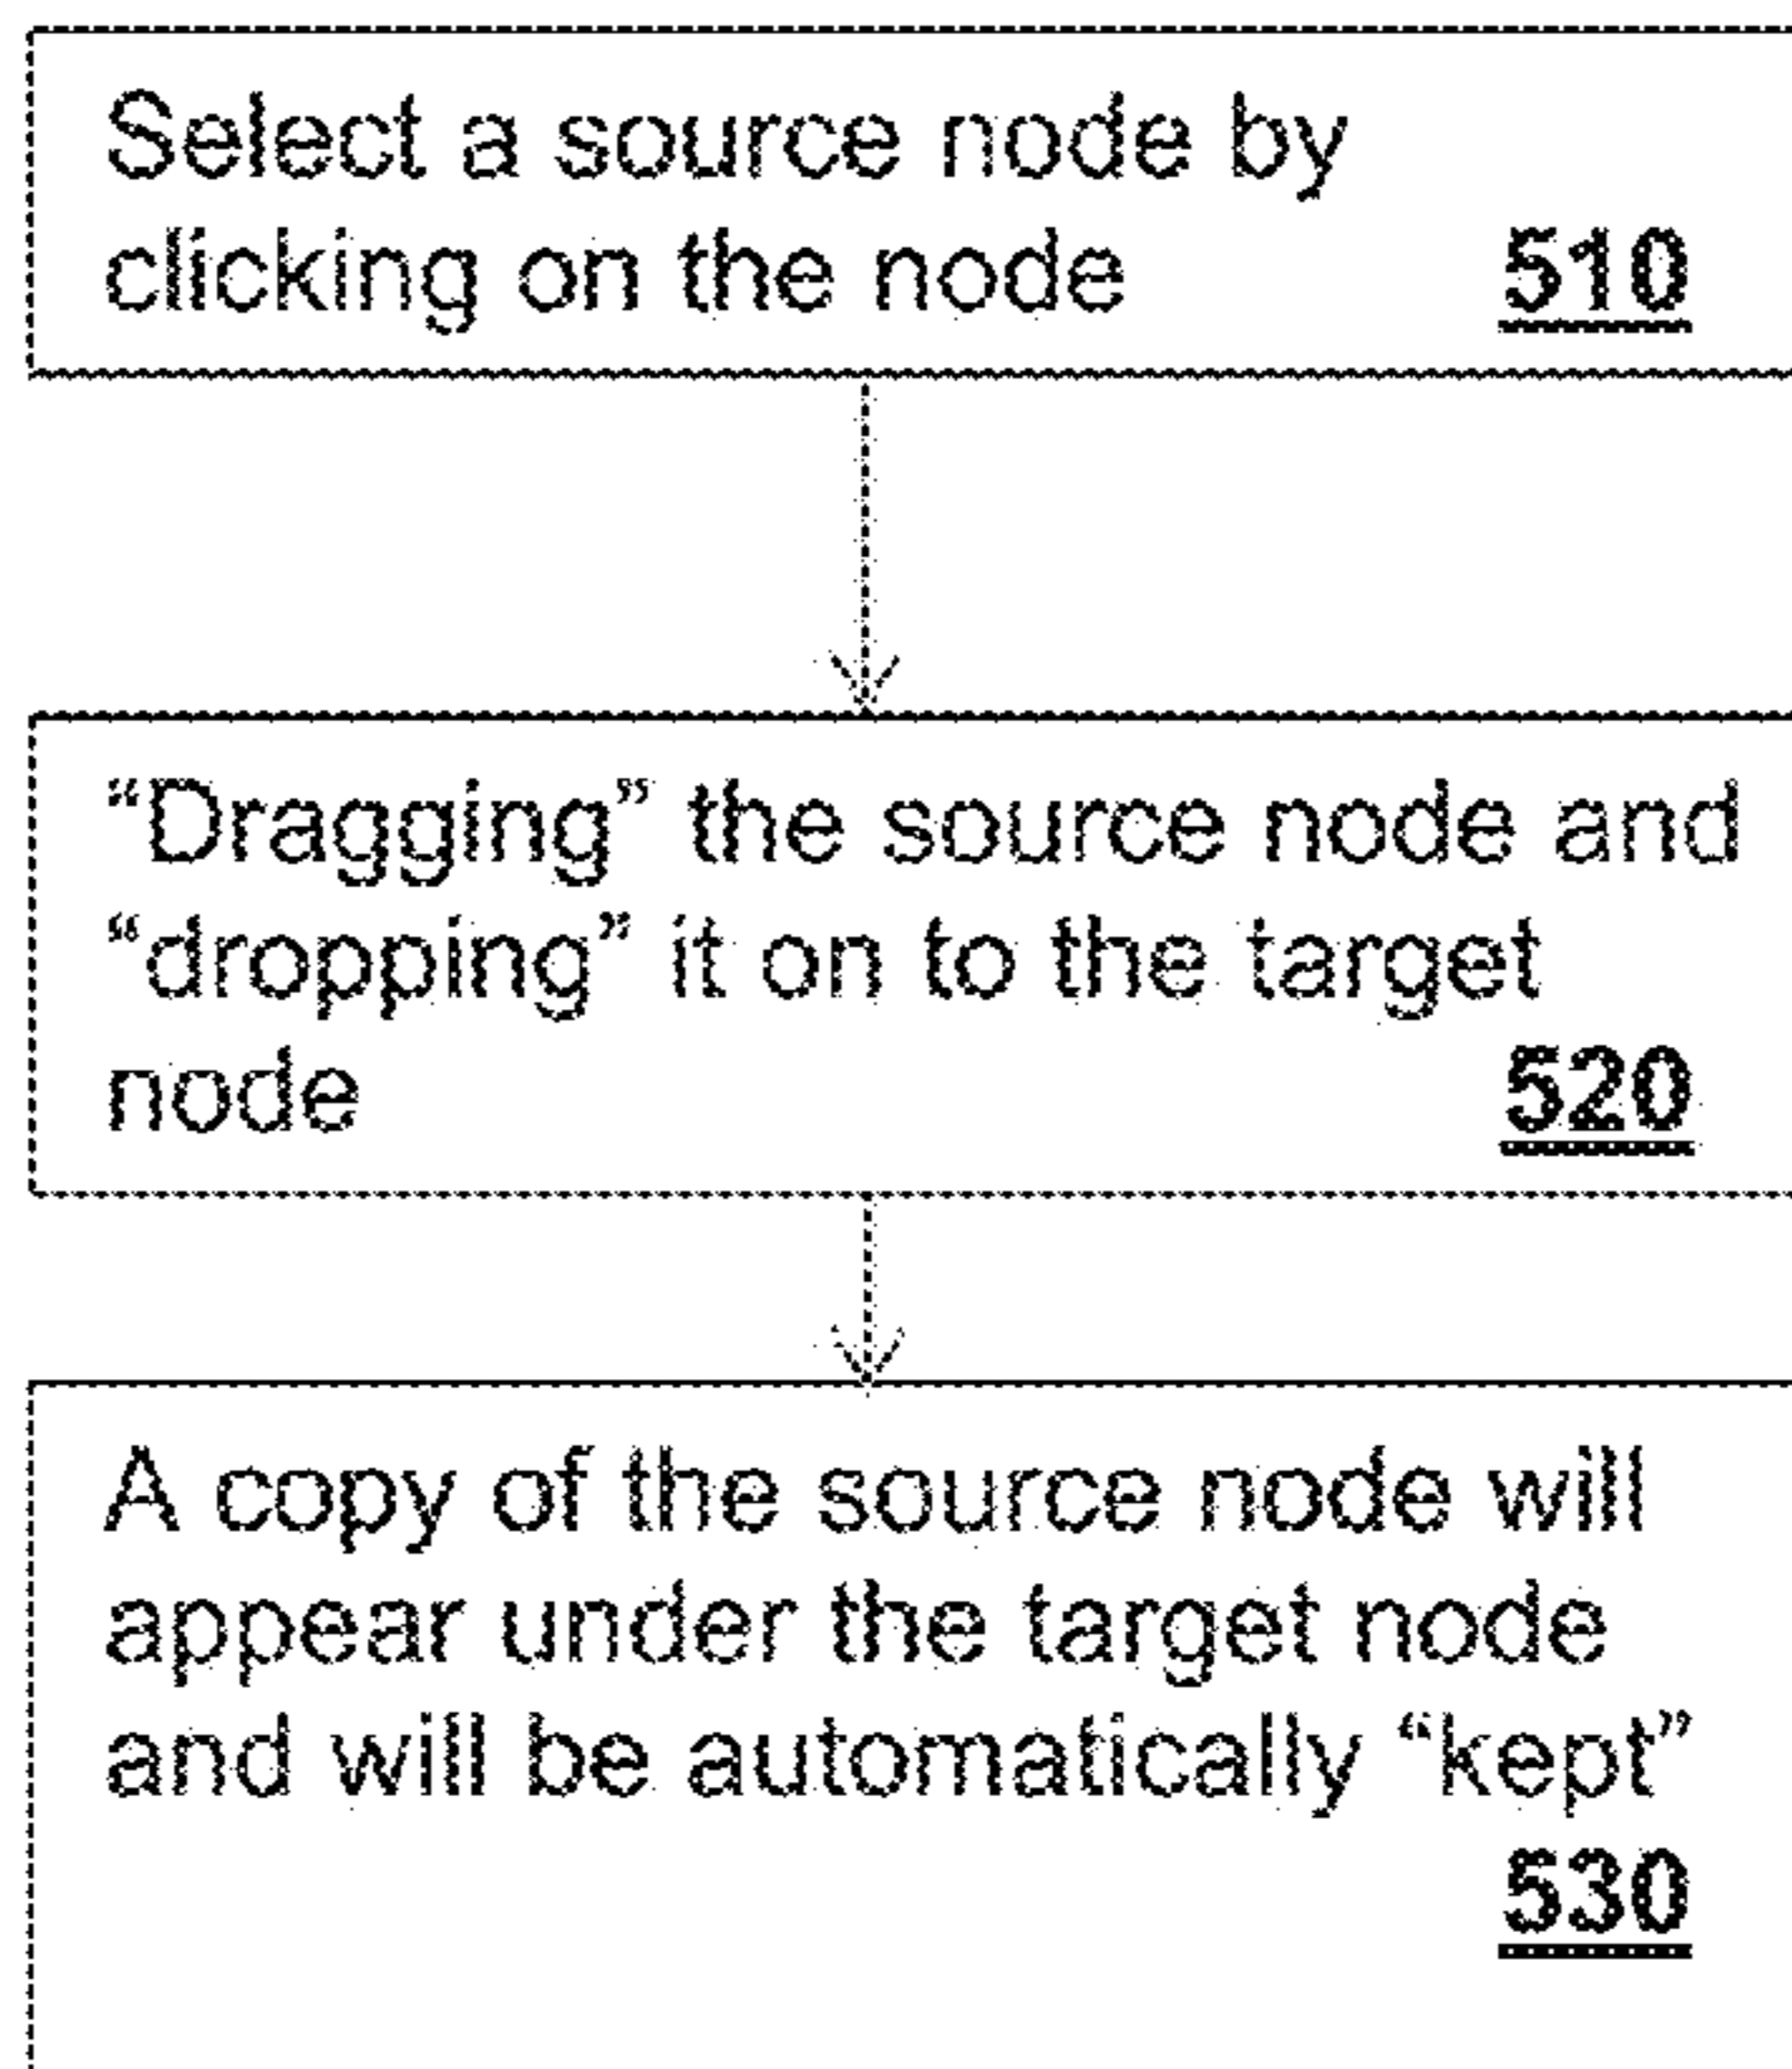 Select a source node by
clicking on the node 510
“Dragging” the source node and
“dropping” it on to the target
node 520
A copy of the source node will
appear under the target node
and will be automatically “kept”
530